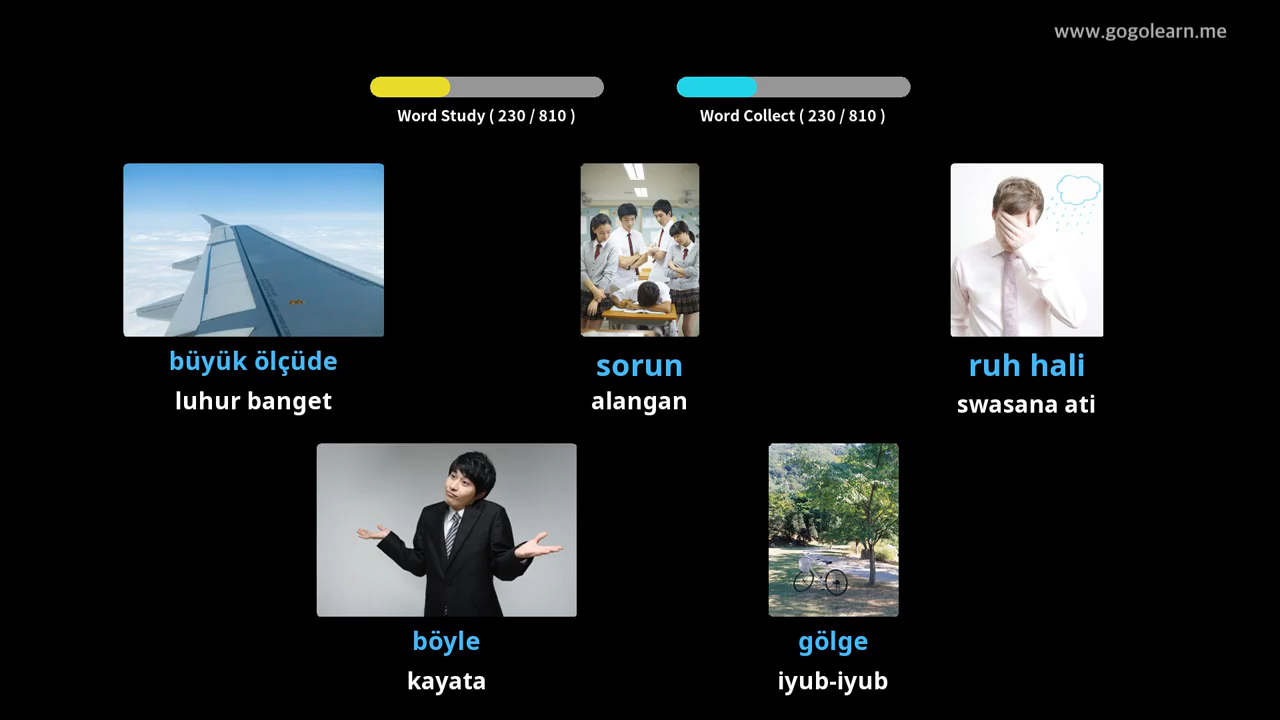 www.gogolearn.me
Word Study ( 230 / 810 )
Word Collect ( 230 / 810 )
büyük ölçüde
luhur banget
sorun
alangan
ruh hali
swasana ati
böyle
kayata
gölge
iyub-iyub